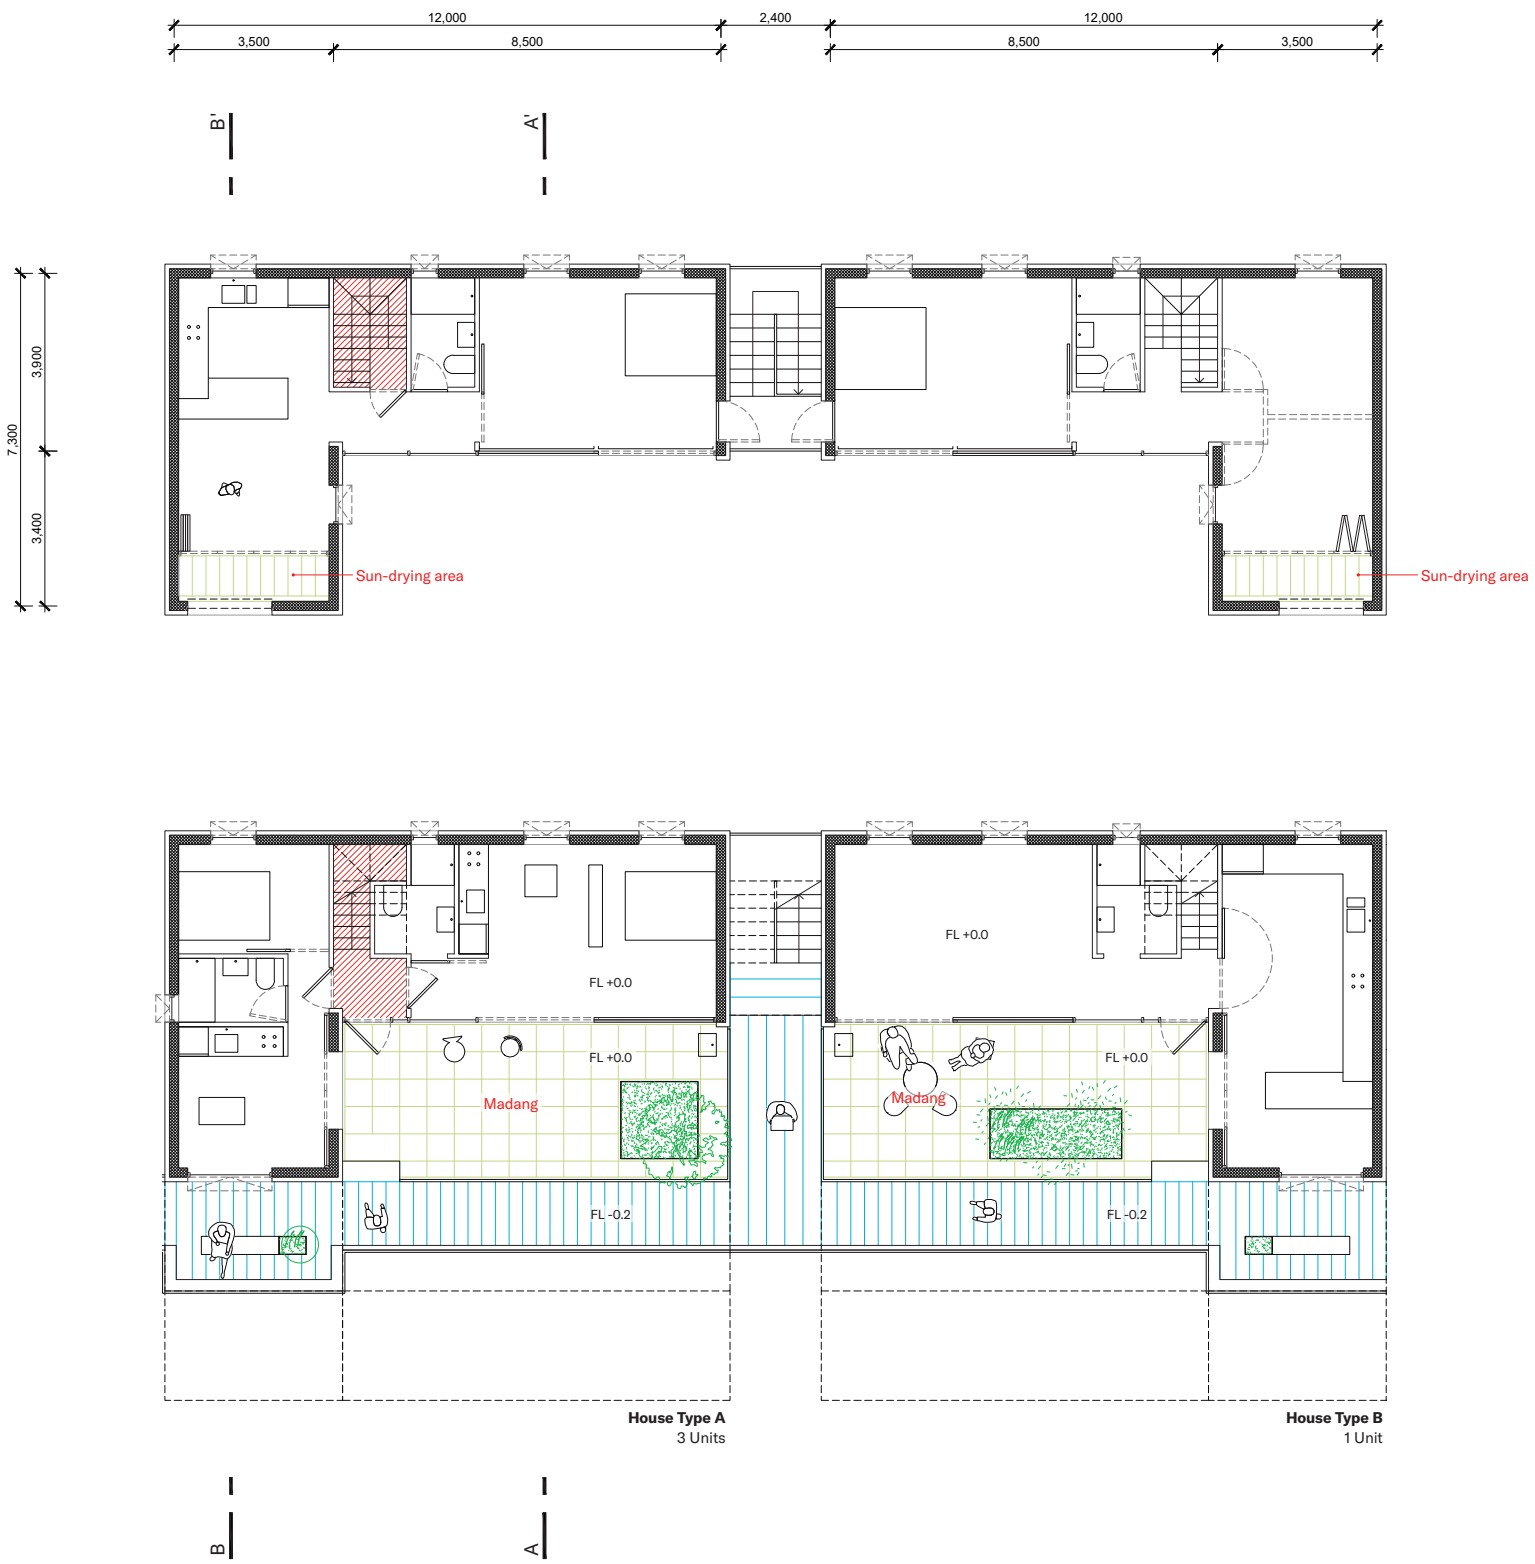 12,000
2,400
12,000
3,500
8,500
8,500
3,500
B'
A'
3,900
7,300
3,400
Sun-drying area
Sun-drying area
FL +0.0
FL +0.0
FL +0.0
FL +0.0
Madang
Madang
FL -0.2
FL -0.2
House Type A
3 Units
House Type B
1 Unit
B
A